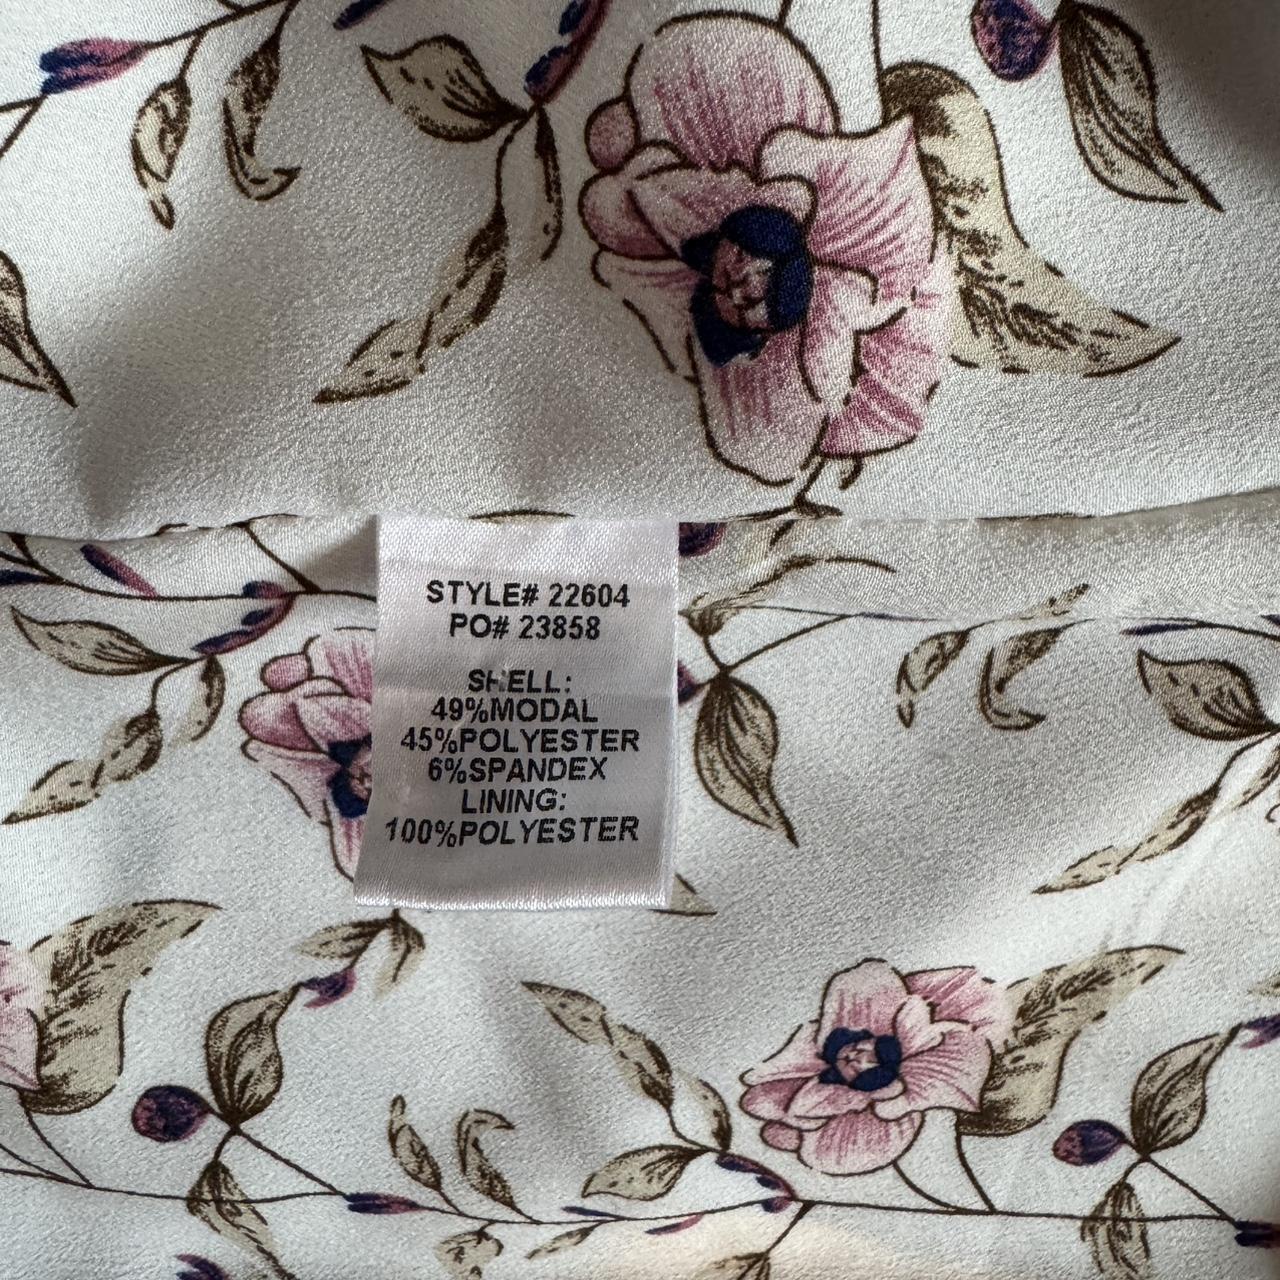 STYLE# 22604
PO# 23858
SHELL:
49%MODAL
45%POLYESTER
6%SPANDEX
LINING:
100%POLYESTER